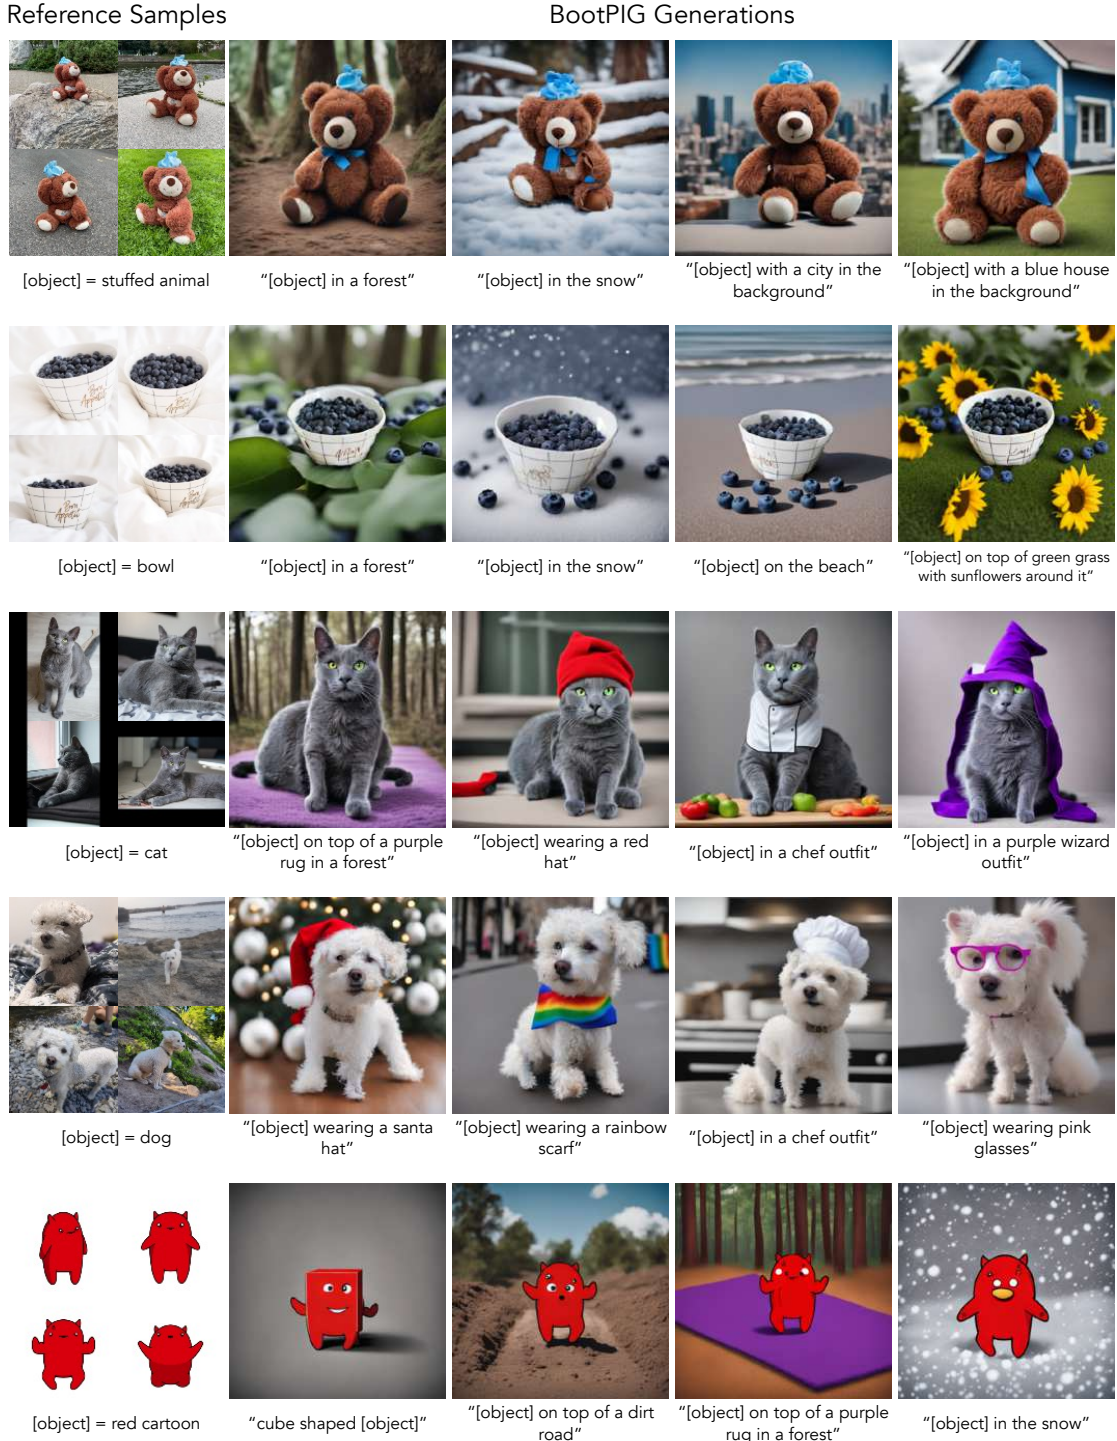 Reference Samples
BootPIG Generations
[object] = stuffed animal
“[object] in a forest”
“[object] in the snow”
“[object] with a city in the
background”
“[object] with a blue house
in the background”
Bon
Appetit
[object] = bowl
“[object] in a forest”
“[object] in the snow”
“[object] on the beach”
“[object] on top of green grass
with sunflowers around it”
[object] = cat
“[object] on top of a purple
rug in a forest”
“[object] wearing a red
hat”
“[object] in a chef outfit”
“[object] in a purple wizard
outfit”
[object] = dog
“[object] wearing a santa
hat”
“[object] wearing a rainbow
scarf”
“[object] in a chef outfit”
“[object] wearing pink
glasses”
[object] = red cartoon
“cube shaped [object]”
“[object] on top of a dirt
road”
“[object] on top of a purple
rug in a forest”
“[object] in the snow”